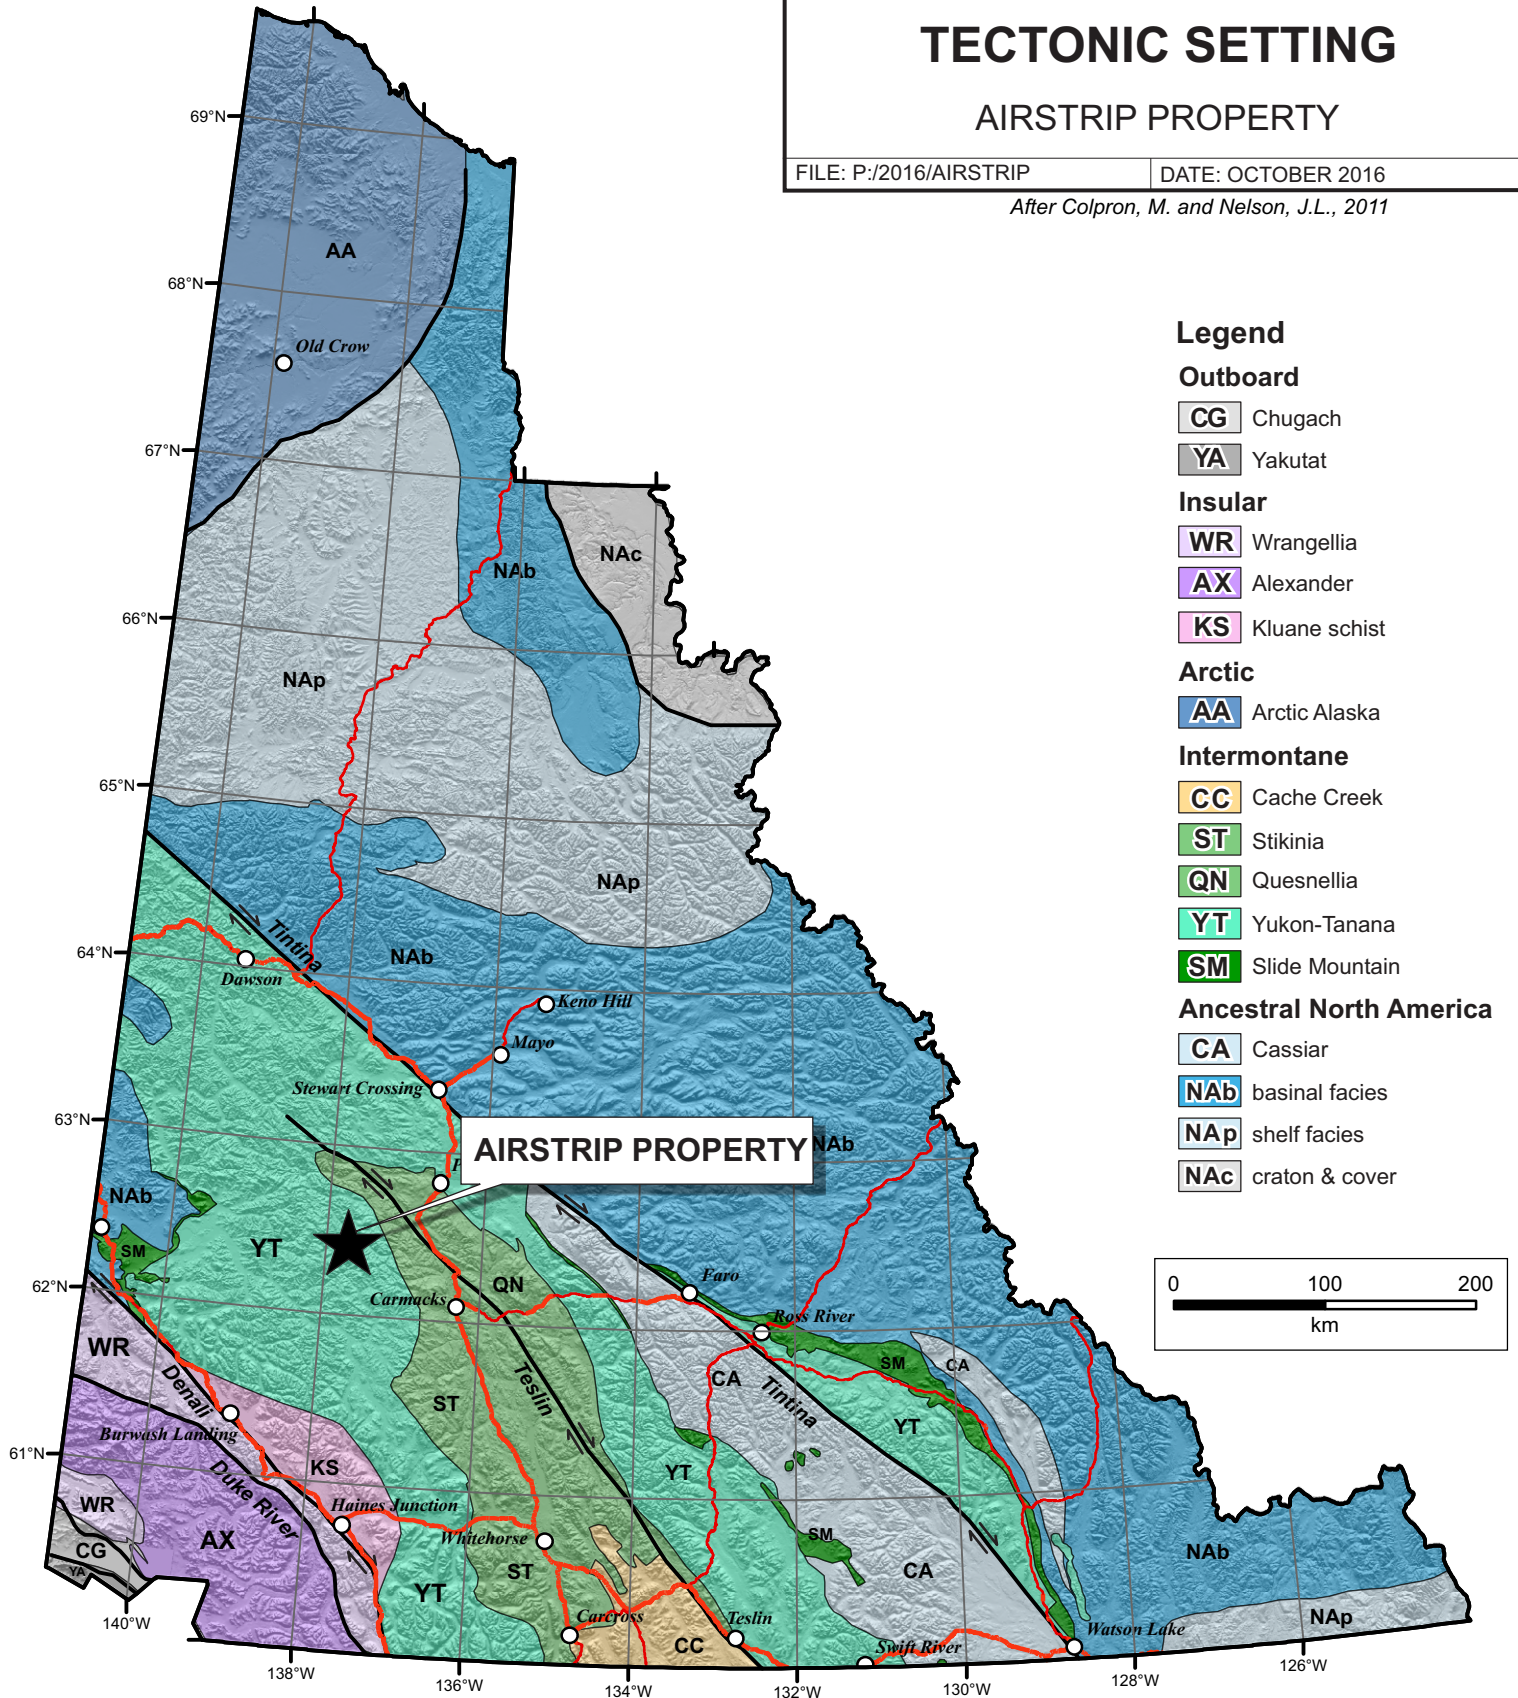 TECTONIC SETTING
AIRSTRIP PROPERTY
FILE: P:/2016/AIRSTRIP
DATE: OCTOBER 2016
After Colpron, M. and Nelson, J.L., 2011
69°N
68°N
67°N
66°N
65°N
64°N
63°N
62°N
61°N
140°W
138°W
136°W
134°W
132°W
130°W
128°W
126°W
AA
Old Crow
NAb
NAc
NAp
NAp
Tintina
NAb
Dawson
Keno Hill
Mayo
Stewart Crossing
AIRSTRIP PROPERTY
NAb
NAb
SM
YT
QN
Carmacks
Faro
Ross River
WR
Denali
Burwash Landing
Teslin
ST
CA
Tintina
SM
CA
YT
KS
Duke River
YT
WR
Haines Junction
Whitehorse
AX
CG
YA
YT
ST
SM
CA
NAb
Carcross
CC
Teslin
Swift River
Watson Lake
NAp
Legend
Outboard
CG Chugach
YA Yakutat
Insular
WR Wrangellia
AX Alexander
KS Kluane schist
Arctic
AA Arctic Alaska
Intermontane
CC Cache Creek
ST Stikinia
QN Quesnellia
YT Yukon-Tanana
SM Slide Mountain
Ancestral North America
CA Cassiar
NAb basinal facies
NAp shelf facies
NAc craton & cover
0 100 200
km